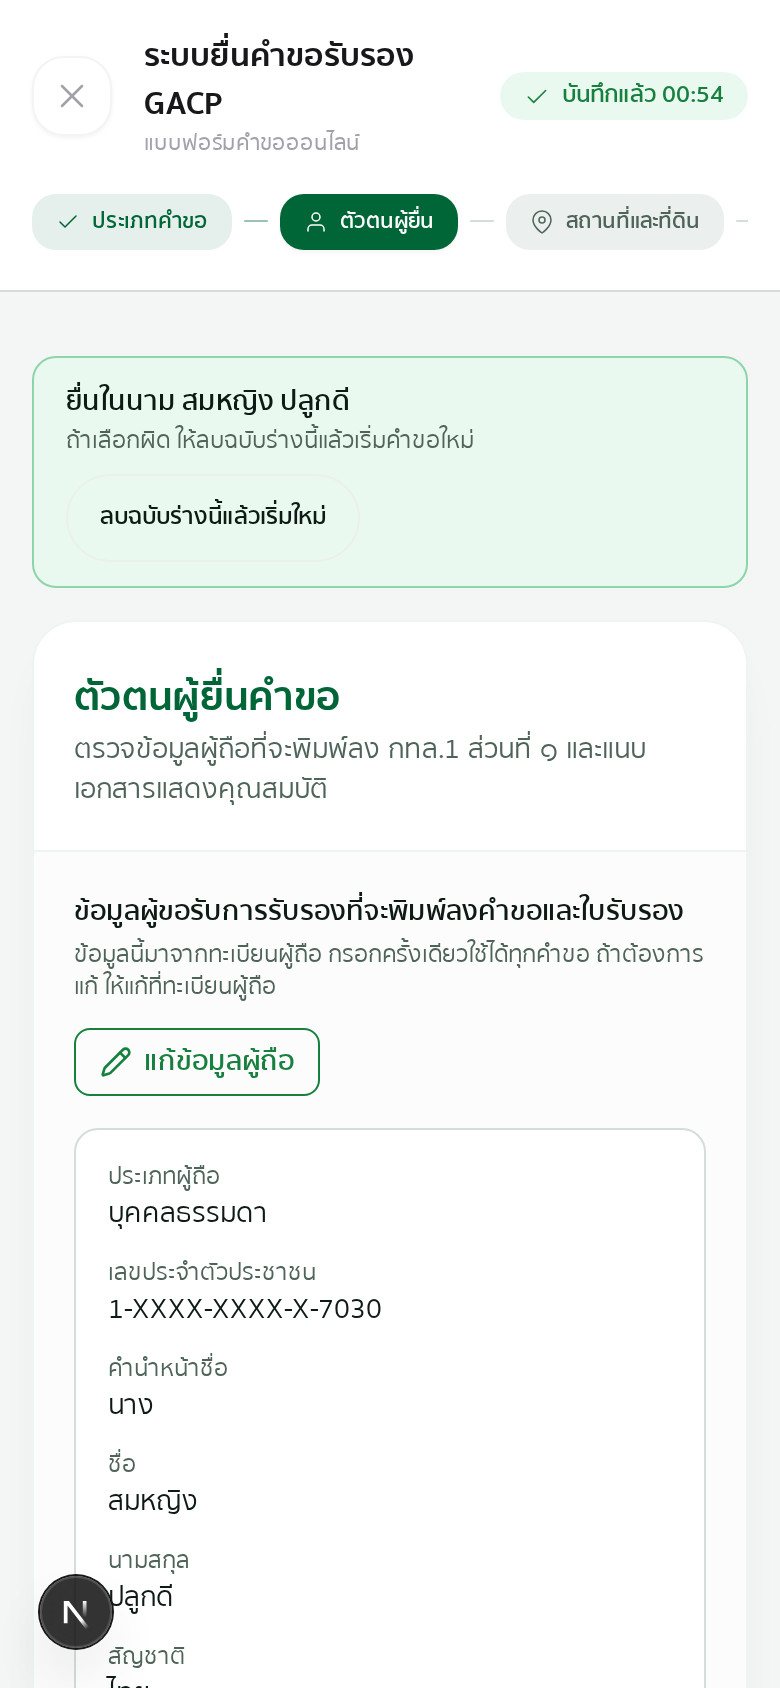 ระบบยื่นคำขอรับรอง
GACP
แบบฟอร์มคำขอออนไลน์
บันทึกแล้ว 00:54
ประเภทคำขอ
ตัวตนผู้ยื่น
สถานที่และที่ดิน
ยื่นในนาม สมหญิง ปลูกดี
ถ้าเลือกผิด ให้ลบฉบับร่างนี้แล้วเริ่มคำขอใหม่
ลบฉบับร่างนี้แล้วเริ่มใหม่
ตัวตนผู้ยื่นคำขอ
ตรวจข้อมูลผู้ถือที่จะพิมพ์ลง กทล.1 ส่วนที่ ๑ และแนบ
เอกสารแสดงคุณสมบัติ
ข้อมูลผู้ขอรับการรับรองที่จะพิมพ์ลงคำขอและใบรับรอง
ข้อมูลนี้มาจากทะเบียนผู้ถือ กรอกครั้งเดียวใช้ได้ทุกคำขอ ถ้าต้องการ
แก้ ให้แก้ที่ทะเบียนผู้ถือ
แก้ข้อมูลผู้ถือ
ประเภทผู้ถือ
บุคคลธรรมดา
เลขประจำตัวประชาชน
1-XXXX-XXXX-X-7030
คำนำหน้าชื่อ
นาง
ชื่อ
สมหญิง
นามสกุล
ปลูกดี
N
สัญชาติ
ไทย